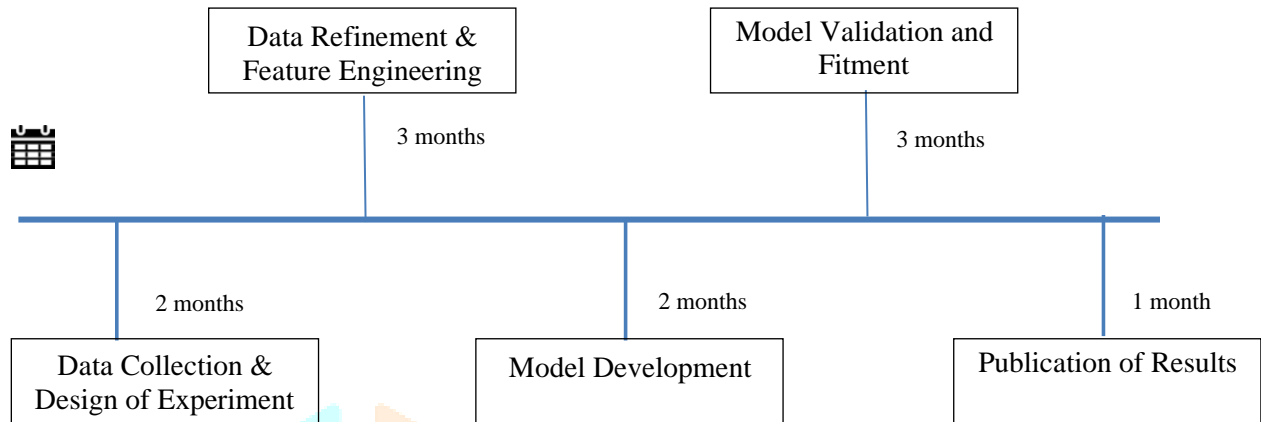 Data Refinement &
Feature Engineering
Model Validation and
Fitment
3 months
3 months
2 months
2 months
1 month
Data Collection &
Design of Experiment
Model Development
Publication of Results